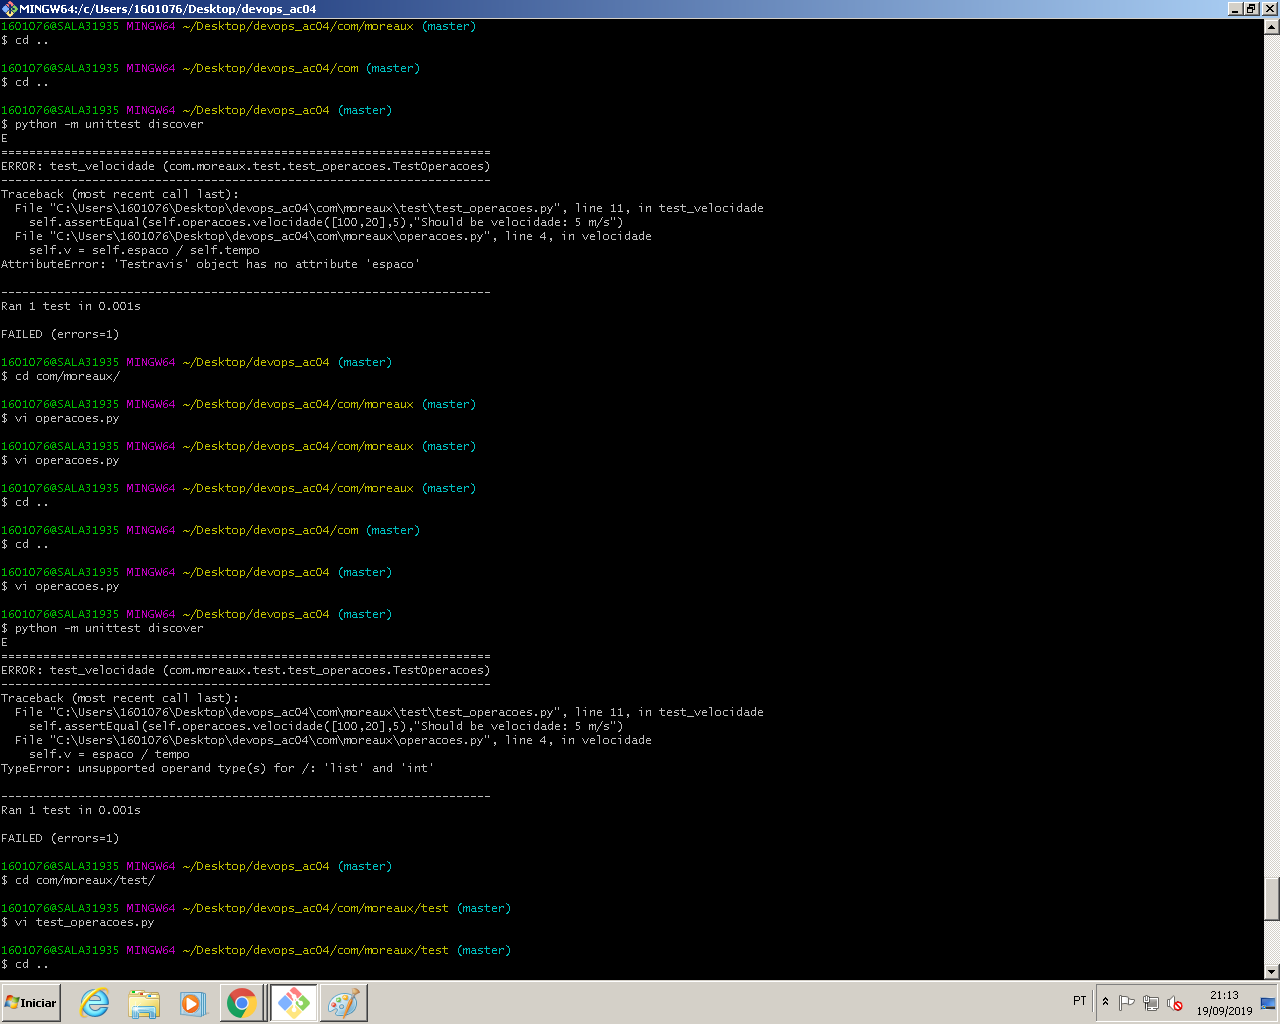 MINGW64:/c/Users/1601076/Desktop/devops_ac04
1601076@SALA31935 MINGW64 ~/Desktop/devops_ac04/com/moreaux (master)
$ cd ..
1601076@SALA31935 MINGW64 ~/Desktop/devops_ac04/com (master)
$ cd ..
1601076@SALA31935 MINGW64 ~/Desktop/devops_ac04 (master)
$ python -m unittest discover
E
======================================================================
ERROR: test_velocidade (com.moreaux.test.test_operacoes.TestOperacoes)
----------------------------------------------------------------------
Traceback (most recent call last):
  File "C:\Users\1601076\Desktop\devops_ac04\com\moreaux\test\test_operacoes.py", line 11, in test_velocidade
    self.assertEqual(self.operacoes.velocidade([100,20],5),"Should be velocidade: 5 m/s")
  File "C:\Users\1601076\Desktop\devops_ac04\com\moreaux\operacoes.py", line 4, in velocidade
    self.v = self.espaco / self.tempo
AttributeError: 'Testravis' object has no attribute 'espaco'
----------------------------------------------------------------------
Ran 1 test in 0.001s
FAILED (errors=1)
1601076@SALA31935 MINGW64 ~/Desktop/devops_ac04 (master)
$ cd com/moreaux/
1601076@SALA31935 MINGW64 ~/Desktop/devops_ac04/com/moreaux (master)
$ vi operacoes.py
1601076@SALA31935 MINGW64 ~/Desktop/devops_ac04/com/moreaux (master)
$ vi operacoes.py
1601076@SALA31935 MINGW64 ~/Desktop/devops_ac04/com/moreaux (master)
$ cd ..
1601076@SALA31935 MINGW64 ~/Desktop/devops_ac04/com (master)
$ cd ..
1601076@SALA31935 MINGW64 ~/Desktop/devops_ac04 (master)
$ vi operacoes.py
1601076@SALA31935 MINGW64 ~/Desktop/devops_ac04 (master)
$ python -m unittest discover
E
======================================================================
ERROR: test_velocidade (com.moreaux.test.test_operacoes.TestOperacoes)
----------------------------------------------------------------------
Traceback (most recent call last):
  File "C:\Users\1601076\Desktop\devops_ac04\com\moreaux\test\test_operacoes.py", line 11, in test_velocidade
    self.assertEqual(self.operacoes.velocidade([100,20],5),"Should be velocidade: 5 m/s")
  File "C:\Users\1601076\Desktop\devops_ac04\com\moreaux\operacoes.py", line 4, in velocidade
    self.v = espaco / tempo
TypeError: unsupported operand type(s) for /: 'list' and 'int'
----------------------------------------------------------------------
Ran 1 test in 0.001s
FAILED (errors=1)
1601076@SALA31935 MINGW64 ~/Desktop/devops_ac04 (master)
$ cd com/moreaux/test/
1601076@SALA31935 MINGW64 ~/Desktop/devops_ac04/com/moreaux/test (master)
$ vi test_operacoes.py
1601076@SALA31935 MINGW64 ~/Desktop/devops_ac04/com/moreaux/test (master)
$ cd ..
Iniciar
PT
21:13
19/09/2019